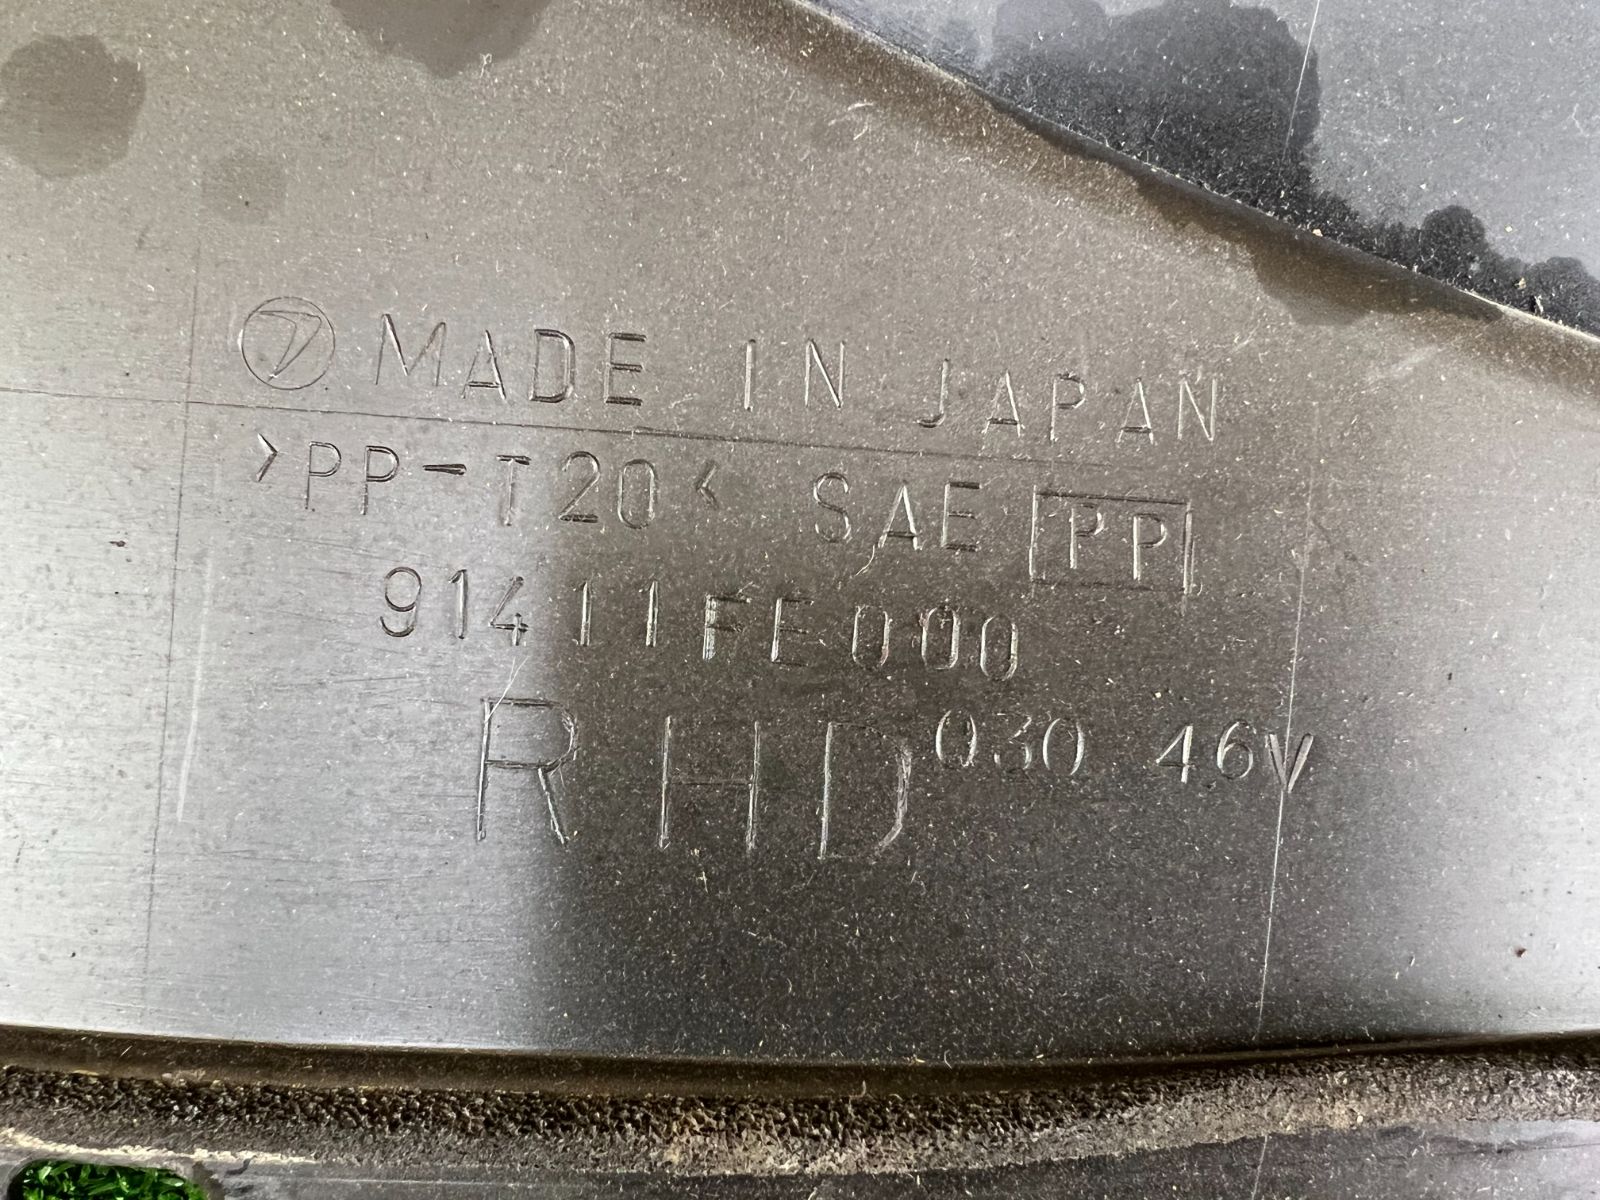 MADE IN JAPAN
>PP-T20< SAE PP
91411FE000
RHD 030 46V